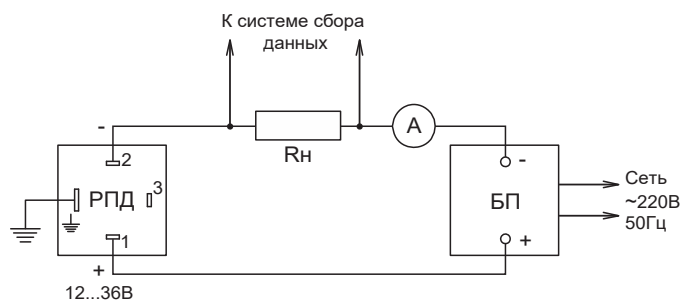 К системе сбора
данных
A
Rн
-
2
3
РПД
1
+
12...36В
-
БП
+
Сеть
~220В
50Гц